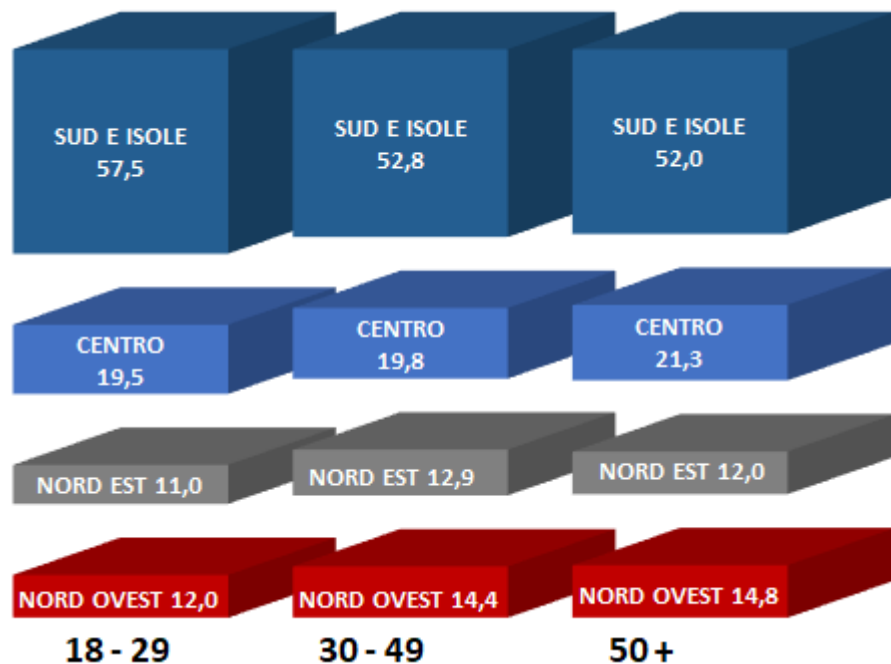 SUD E ISOLE
57,5
SUD E ISOLE
52,8
SUD E ISOLE
52,0
CENTRO
19,5
CENTRO
19,8
CENTRO
21,3
NORD EST 11,0
NORD EST 12,9
NORD EST 12,0
NORD OVEST 12,0
NORD OVEST 14,4
NORD OVEST 14,8
18 - 29
30 - 49
50 +